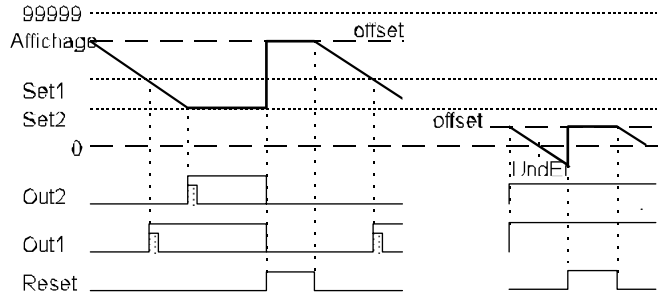 99999
Affichage
offset
Set1
Set2
offset
0
UndEr
Out2
Out1
Reset